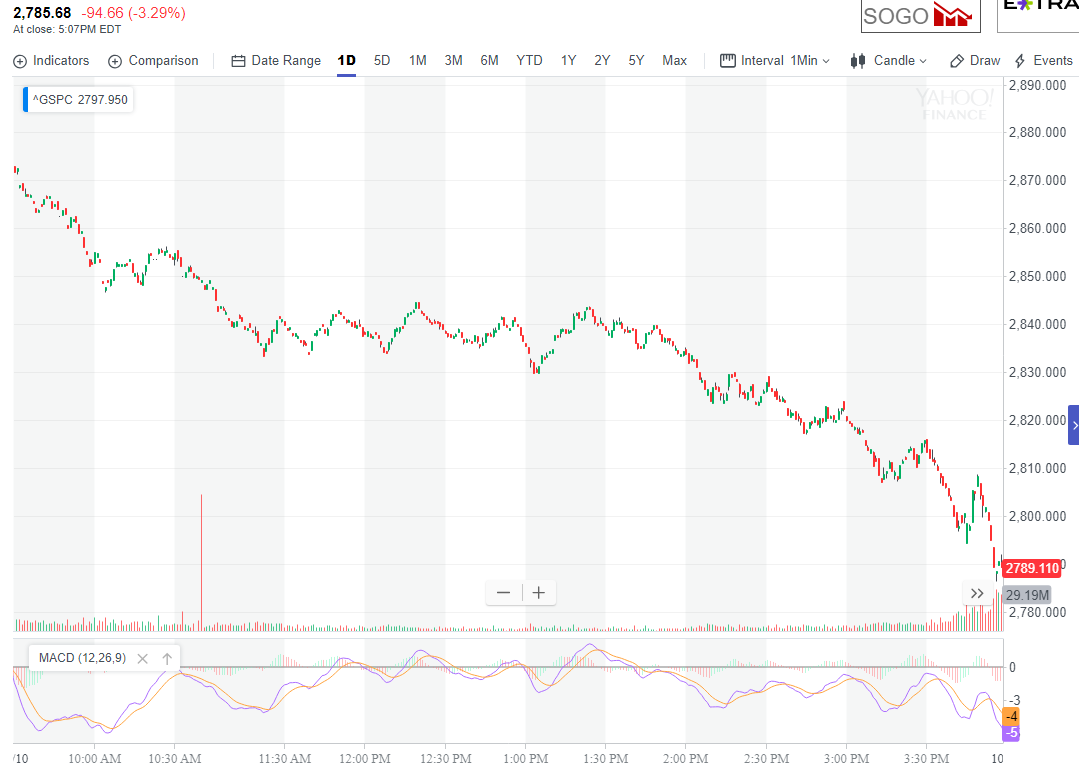 2,785.68 -94.66 (-3.29%)
At close: 5:07PM EDT
SOGO
EXTRA
Indicators Comparison Date Range 1D 5D 1M 3M 6M YTD 1Y 2Y 5Y Max Interval 1Min Candle Draw Events
^GSPC 2797.950
YAHOO!
FINANCE
2,890.000
2,880.000
2,870.000
2,860.000
2,850.000
2,840.000
2,830.000
2,820.000
2,810.000
2,800.000
2789.110
29.19M
2,780.000
MACD (12,26,9)
0
-3
-4
-5
/10 10:00 AM 10:30 AM 11:30 AM 12:00 PM 12:30 PM 1:00 PM 1:30 PM 2:00 PM 2:30 PM 3:00 PM 3:30 PM 10